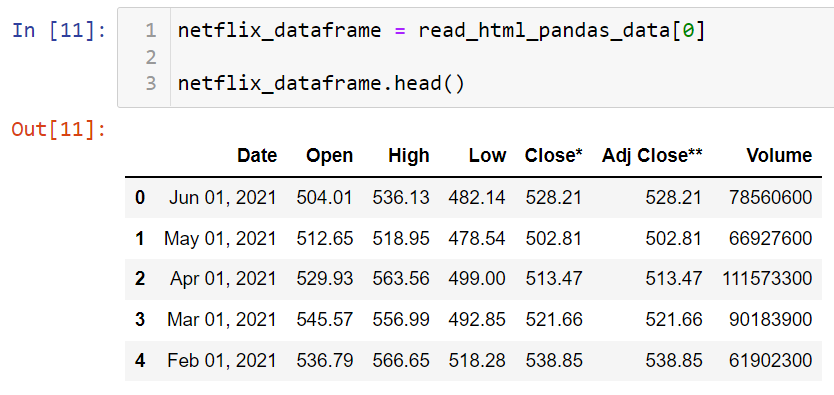 In [11]: 1 netflix_dataframe = read_html_pandas_data[0]
2
3 netflix_dataframe.head()
Out[11]:
Date Open High Low Close* Adj Close** Volume
0 Jun 01, 2021 504.01 536.13 482.14 528.21 528.21 78560600
1 May 01, 2021 512.65 518.95 478.54 502.81 502.81 66927600
2 Apr 01, 2021 529.93 563.56 499.00 513.47 513.47 111573300
3 Mar 01, 2021 545.57 556.99 492.85 521.66 521.66 90183900
4 Feb 01, 2021 536.79 566.65 518.28 538.85 538.85 61902300